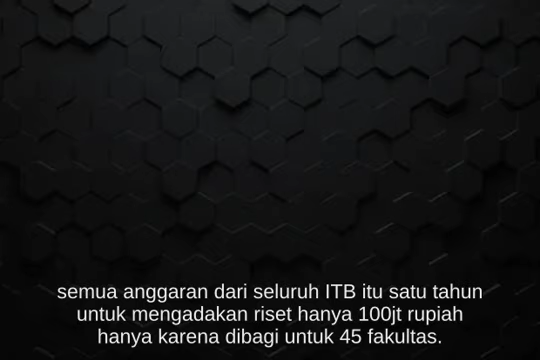 semua anggaran dari seluruh ITB itu satu tahun
untuk mengadakan riset hanya 100jt rupiah
hanya karena dibagi untuk 45 fakultas.